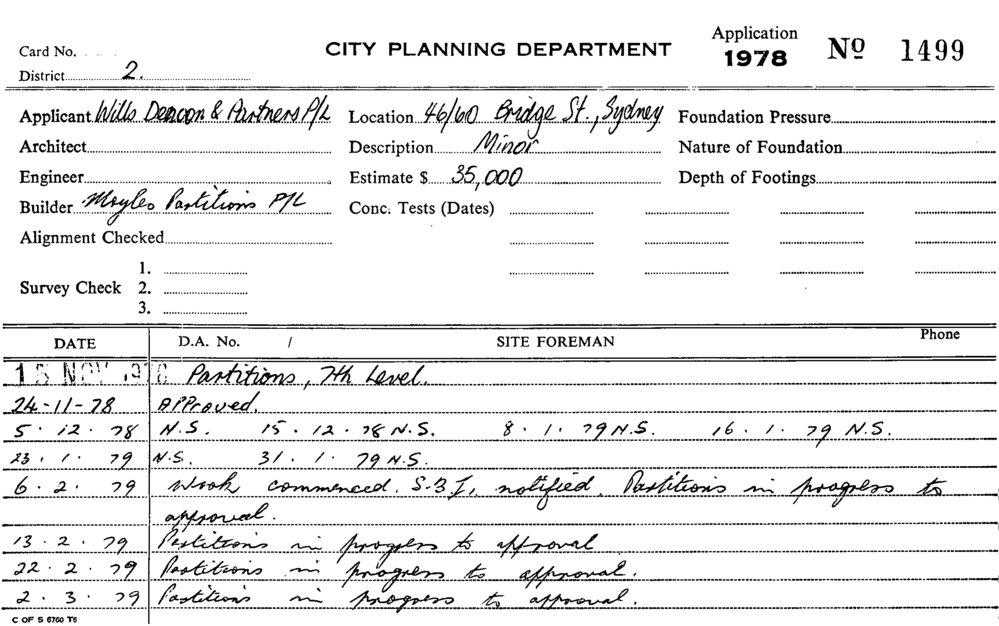 Card No.
CITY PLANNING DEPARTMENT
Application
1978 Nº 1499
District 2.
Applicant Wills Deacon & Partners P/L Location 46/60 Bridge St., Sydney Foundation Pressure
Architect Description Minor Nature of Foundation
Engineer Estimate $ 35,000 Depth of Footings
Builder Moyles Partitions P/L Conc. Tests (Dates)
Alignment Checked
1.
Survey Check 2.
3.
DATE D.A. No. / SITE FOREMAN Phone
15 NOV 1978 Partitions, 7th Level.
24-11-78 Approved.
5. 12. 78 N.S. 15. 12. 78 N.S. 8. 1. 79 N.S. 16. 1. 79 N.S.
23. 1. 79 N.S. 31. 1. 79 N.S.
6. 2. 79 Work commenced. S.B.I. notified. Partitions in progress to
approval.
13. 2. 79 Partitions in progress to approval
22. 2. 79 Partitions in progress to approval.
2. 3. 79 Partitions in progress to approval.
C OF S 6760 T6